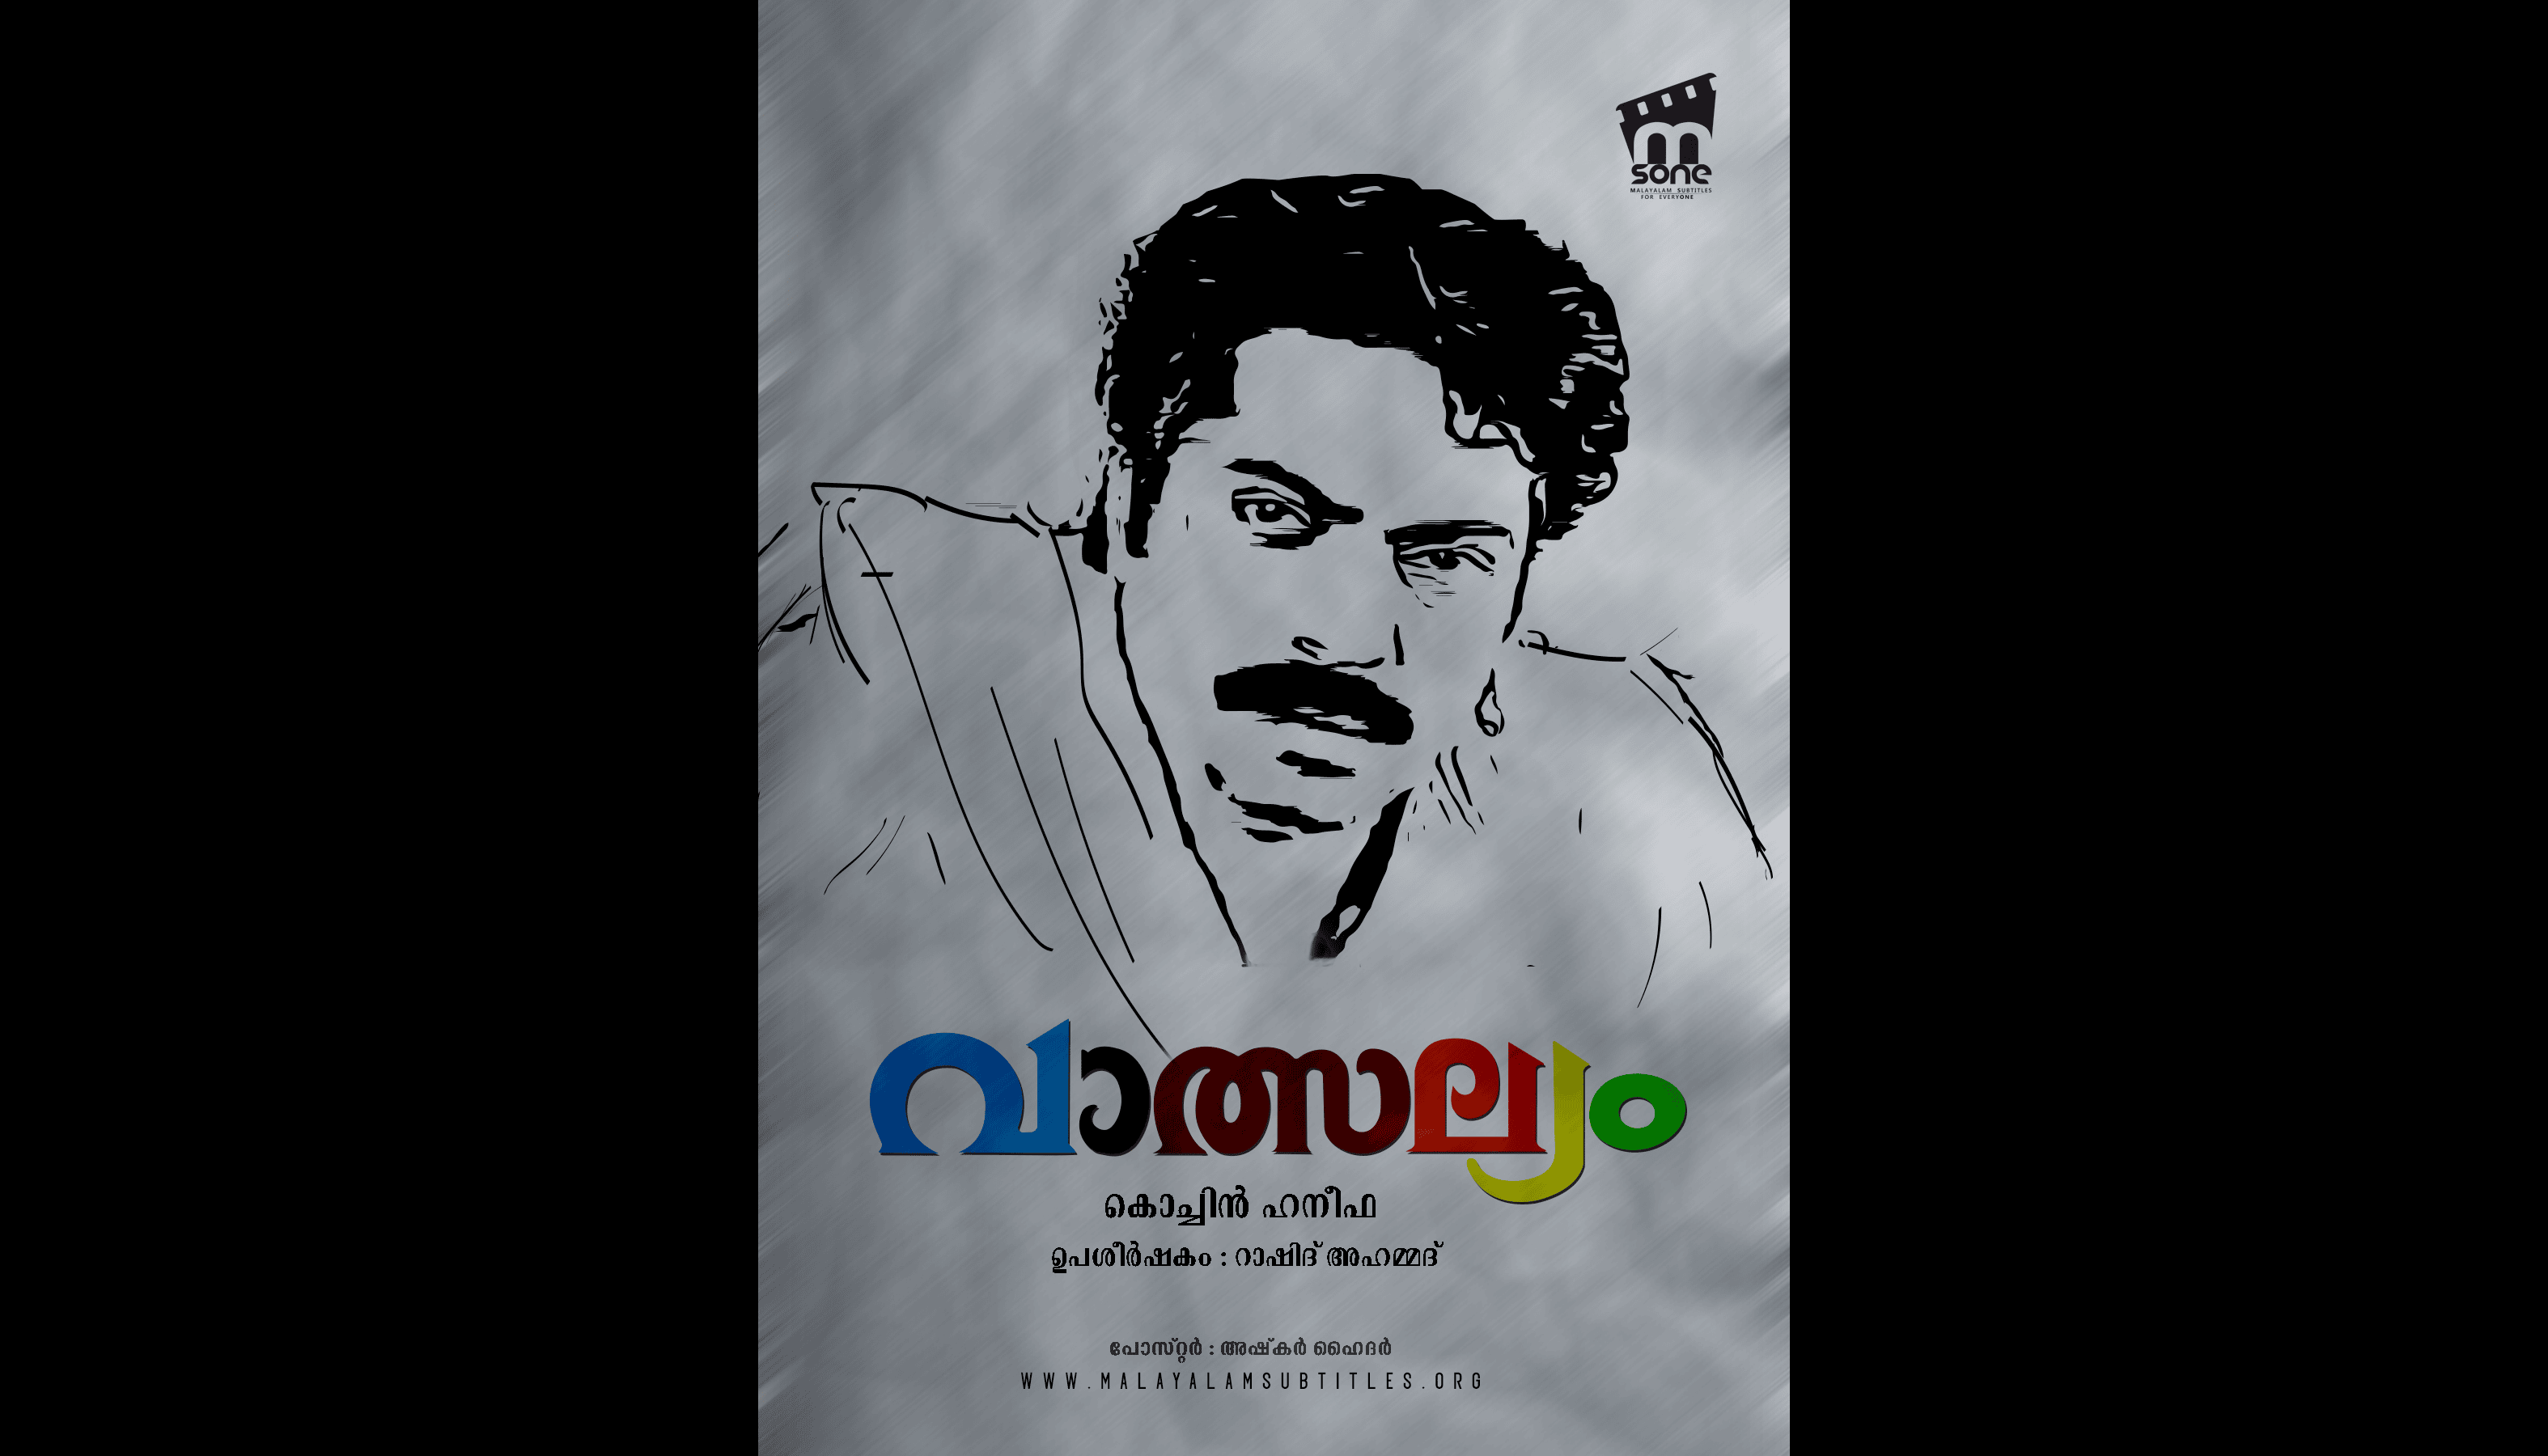 m
sone
MALAYALAM SUBTITLES
FOR EVERYONE
വാത്സല്യം
കൊച്ചിൻ ഹനീഫ
ഉപശീർഷകം : റാഷിദ് അഹമ്മദ്
പോസ്റ്റർ : അഷ്കർ ഹൈദർ
WWW.MALAYALAMSUBTITLES.ORG